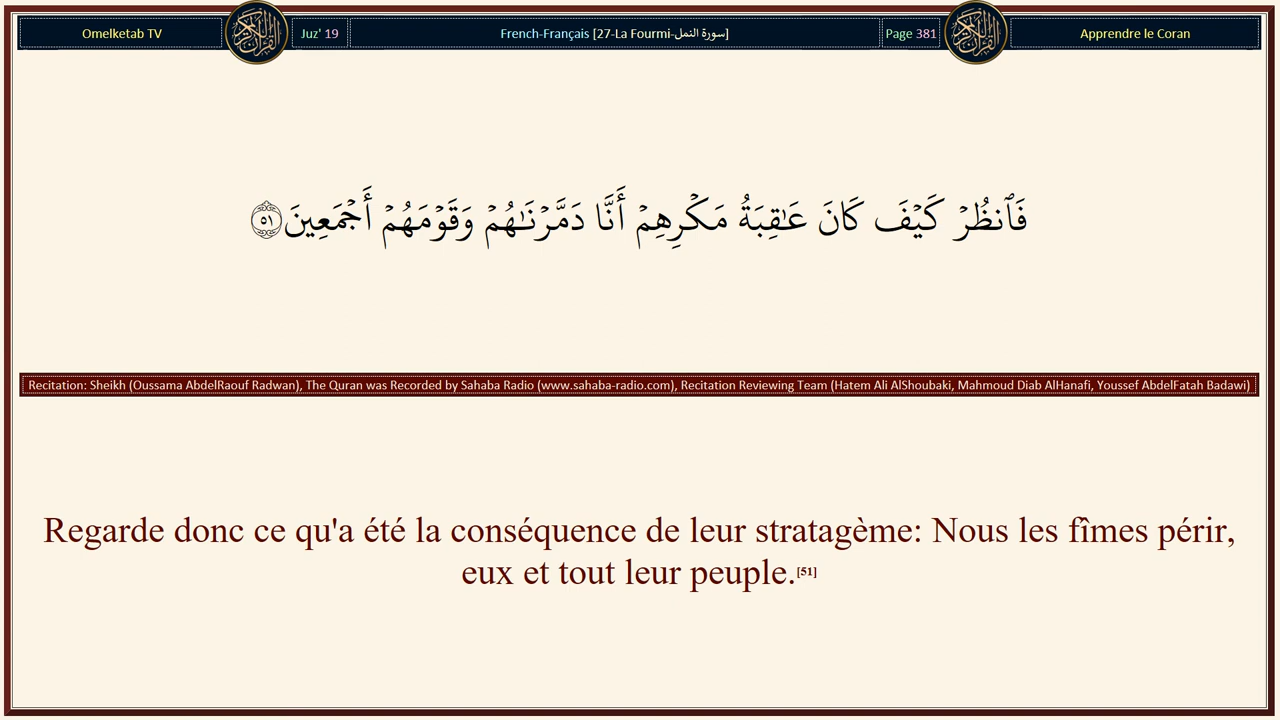 Omelketab TV
Juz' 19
French-Français [27-La Fourmi-سورة النمل]
Page 381
Apprendre le Coran
فَٱنظُرۡ كَيۡفَ كَانَ عَٰقِبَةُ مَكۡرِهِمۡ أَنَّا دَمَّرۡنَٰهُمۡ وَقَوۡمَهُمۡ أَجۡمَعِينَ ٥١
Recitation: Sheikh (Oussama AbdelRaouf Radwan), The Quran was Recorded by Sahaba Radio (www.sahaba-radio.com), Recitation Reviewing Team (Hatem Ali AlShoubaki, Mahmoud Diab AlHanafi, Youssef AbdelFatah Badawi)
Regarde donc ce qu'a été la conséquence de leur stratagème: Nous les fîmes périr,
eux et tout leur peuple.[51]